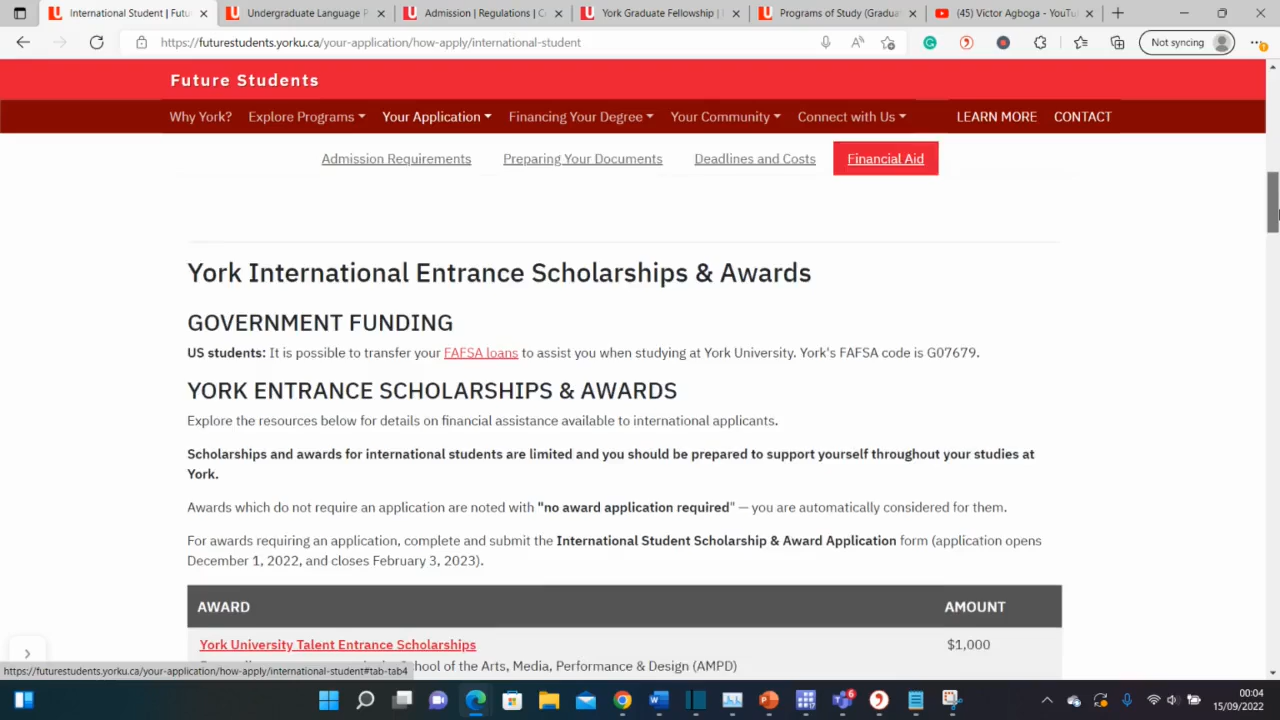 International Student | Futu
Undergraduate Language P
Admission | Regulations | C
York Graduate Fellowship |
Programs of Study (Graduat
(45) Victor Agboga - YouTu
https://futurestudents.yorku.ca/your-application/how-apply/international-student
Not syncing
Future Students
Why York?
Explore Programs
Your Application
Financing Your Degree
Your Community
Connect with Us
LEARN MORE
CONTACT
Admission Requirements
Preparing Your Documents
Deadlines and Costs
Financial Aid
York International Entrance Scholarships & Awards
GOVERNMENT FUNDING
US students: It is possible to transfer your FAFSA loans to assist you when studying at York University. York's FAFSA code is G07679.
YORK ENTRANCE SCHOLARSHIPS & AWARDS
Explore the resources below for details on financial assistance available to international applicants.
Scholarships and awards for international students are limited and you should be prepared to support yourself throughout your studies at
York.
Awards which do not require an application are noted with "no award application required" — you are automatically considered for them.
For awards requiring an application, complete and submit the International Student Scholarship & Award Application form (application opens
December 1, 2022, and closes February 3, 2023).
AWARD AMOUNT
York University Talent Entrance Scholarships $1,000
chool of the Arts, Media, Performance & Design (AMPD)
https://futurestudents.yorku.ca/your-application/how-apply/international-student#tab-tab4
6
00:04
15/09/2022